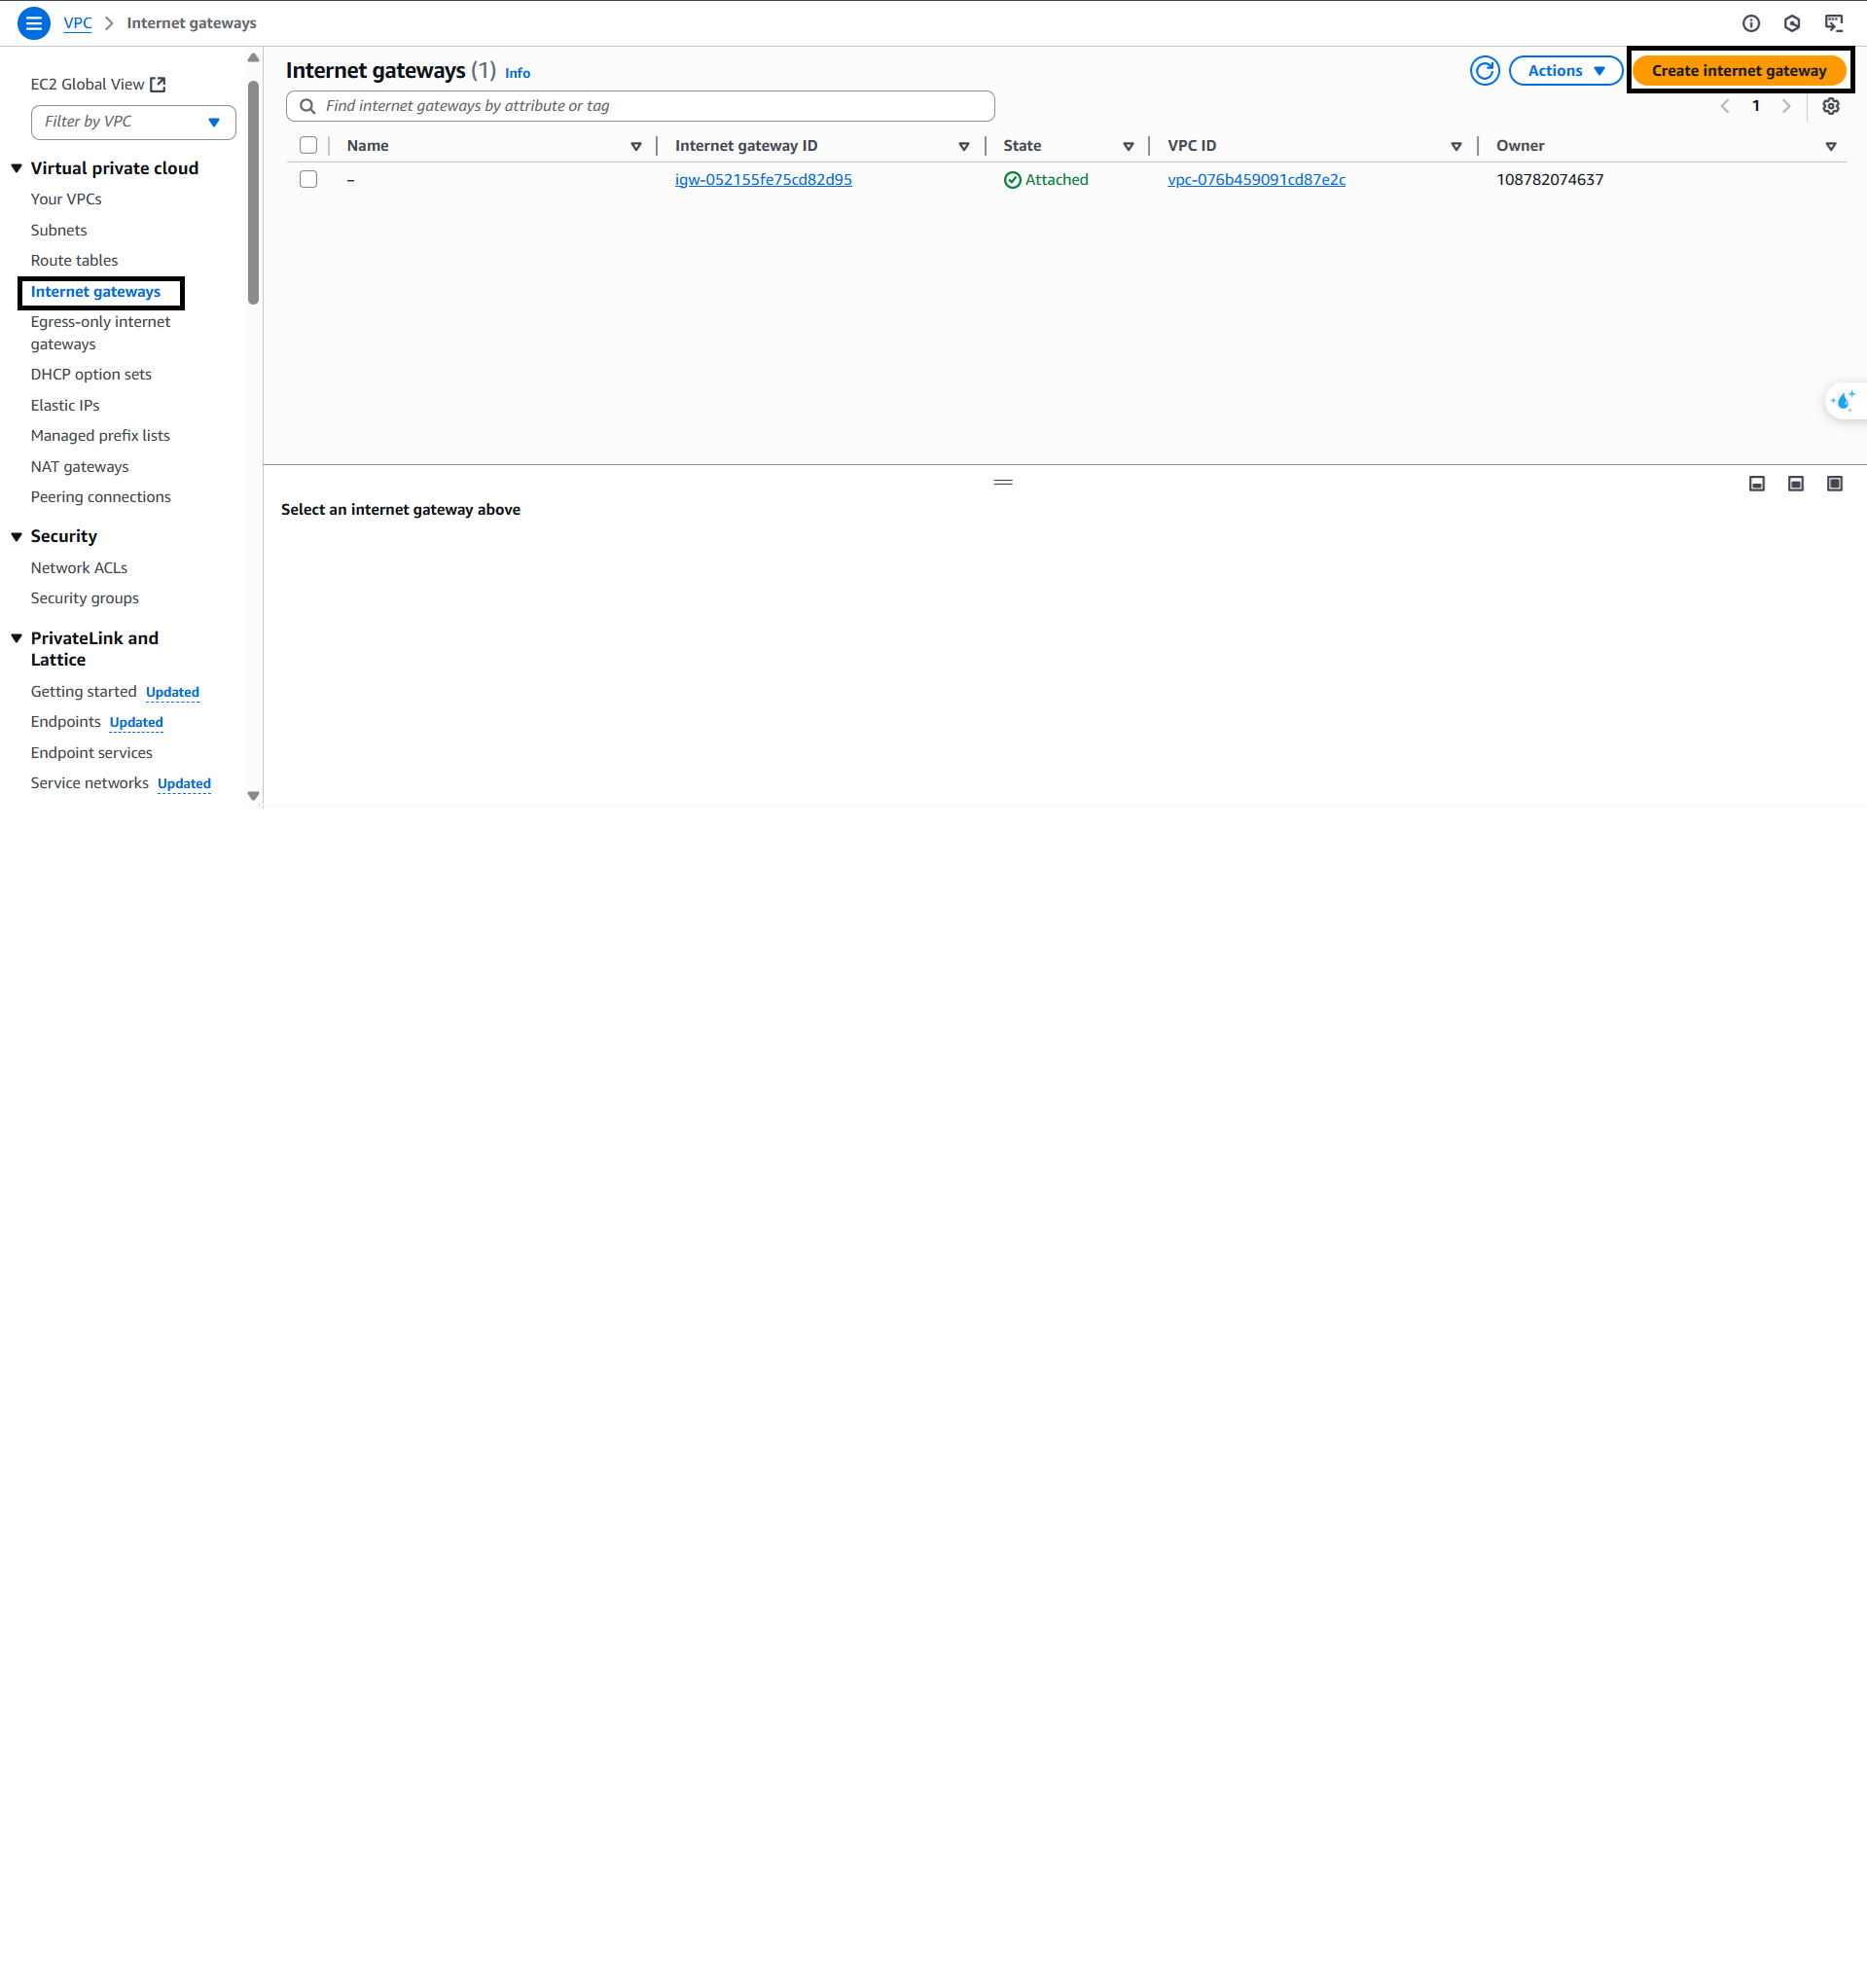 VPC > Internet gateways
EC2 Global View
Filter by VPC
Virtual private cloud
Your VPCs
Subnets
Route tables
Internet gateways
Egress-only internet
gateways
DHCP option sets
Elastic IPs
Managed prefix lists
NAT gateways
Peering connections
Security
Network ACLs
Security groups
PrivateLink and
Lattice
Getting started Updated
Endpoints Updated
Endpoint services
Service networks Updated
Internet gateways (1) Info
Actions
Create internet gateway
Find internet gateways by attribute or tag
1
Name Internet gateway ID State VPC ID Owner
– igw-052155fe75cd82d95 Attached vpc-076b459091cd87e2c 108782074637
Select an internet gateway above